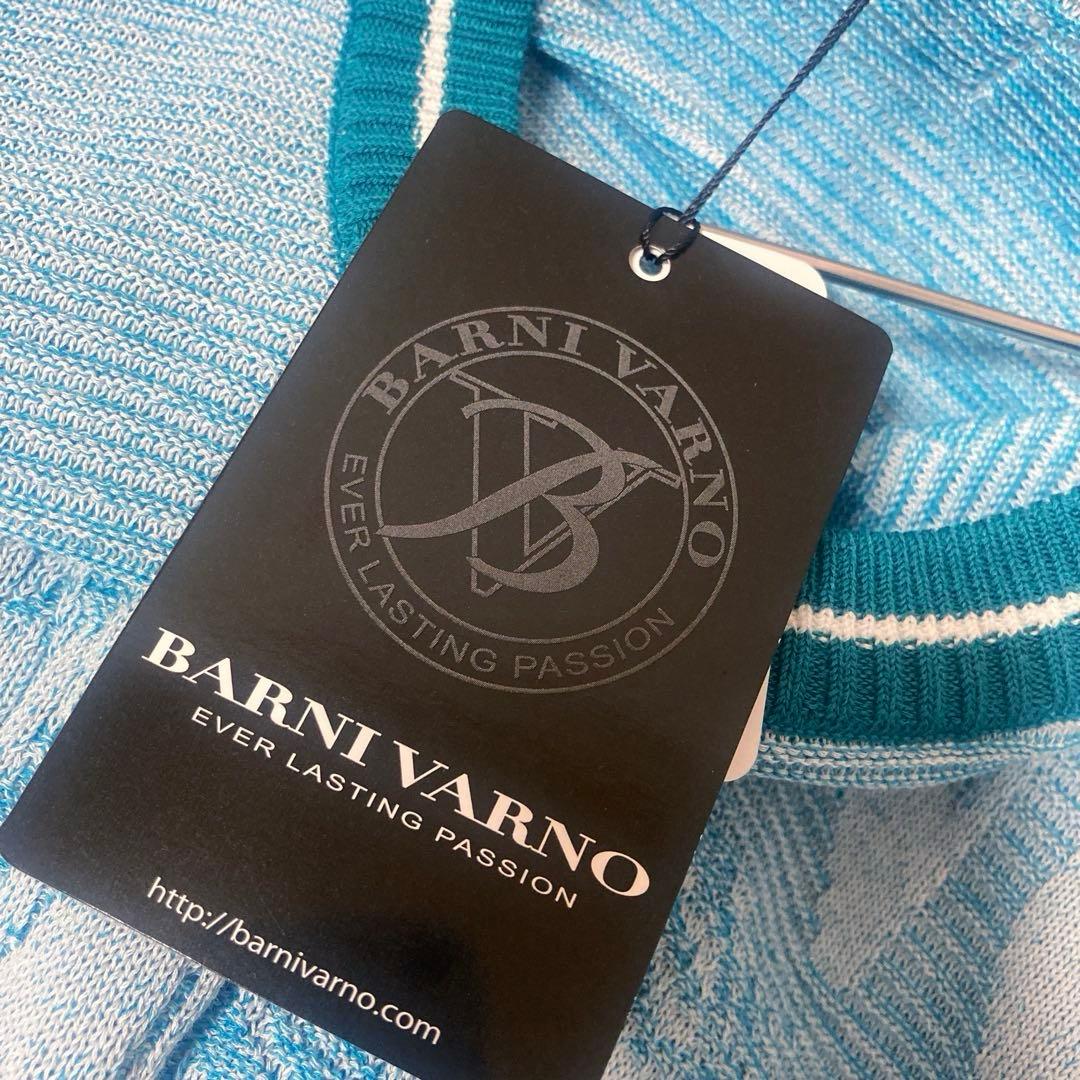 BARNI VARNO
EVER LASTING PASSION
BARNI VARNO
EVER LASTING PASSION
http://barnivarno.com